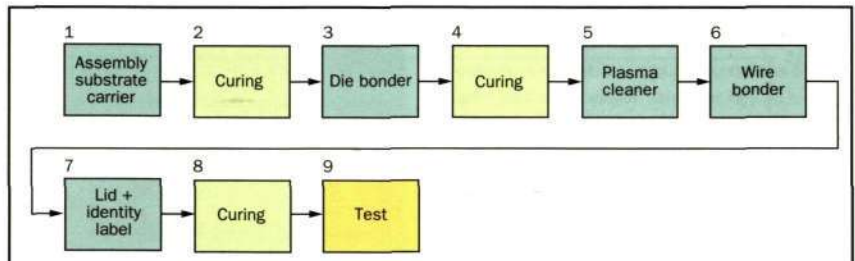 1
Assembly
substrate
carrier
2
Curing
3
Die bonder
4
Curing
5
Plasma
cleaner
6
Wire
bonder
7
Lid +
identity
label
8
Curing
9
Test